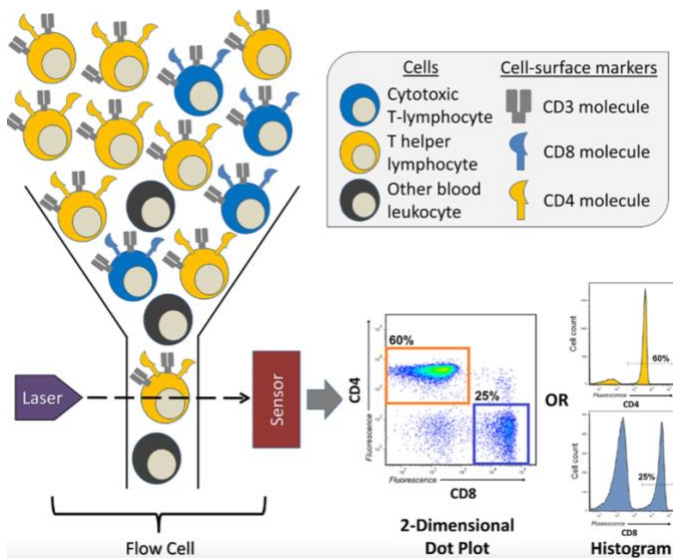 Cells
Cell-surface markers
Cytotoxic
T-lymphocyte
CD3 molecule
T helper
lymphocyte
CD8 molecule
Other blood
leukocyte
CD4 molecule
Laser
Sensor
Flow Cell
60%
25%
CD4
Fluorescence
Fluorescence
CD8
2-Dimensional
Dot Plot
OR
Cell count
60%
Fluorescence
CD4
Cell count
25%
Fluorescence
CD8
Histogram